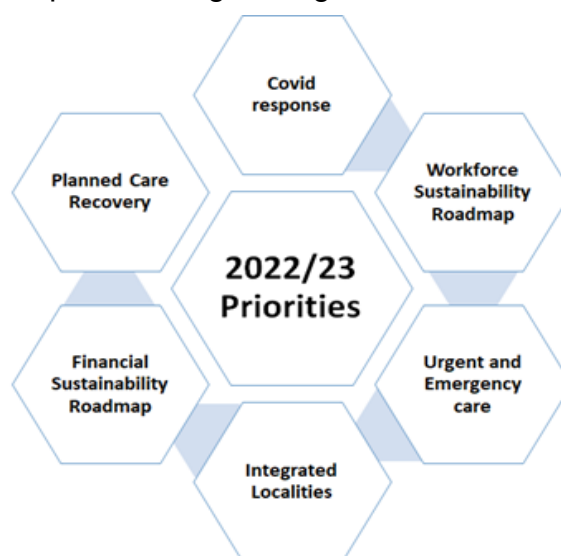 Covid
response
Workforce
Sustainability
Roadmap
Planned Care
Recovery
2022/23
Priorities
Urgent and
Emergency
care
Financial
Sustainability
Roadmap
Integrated
Localities